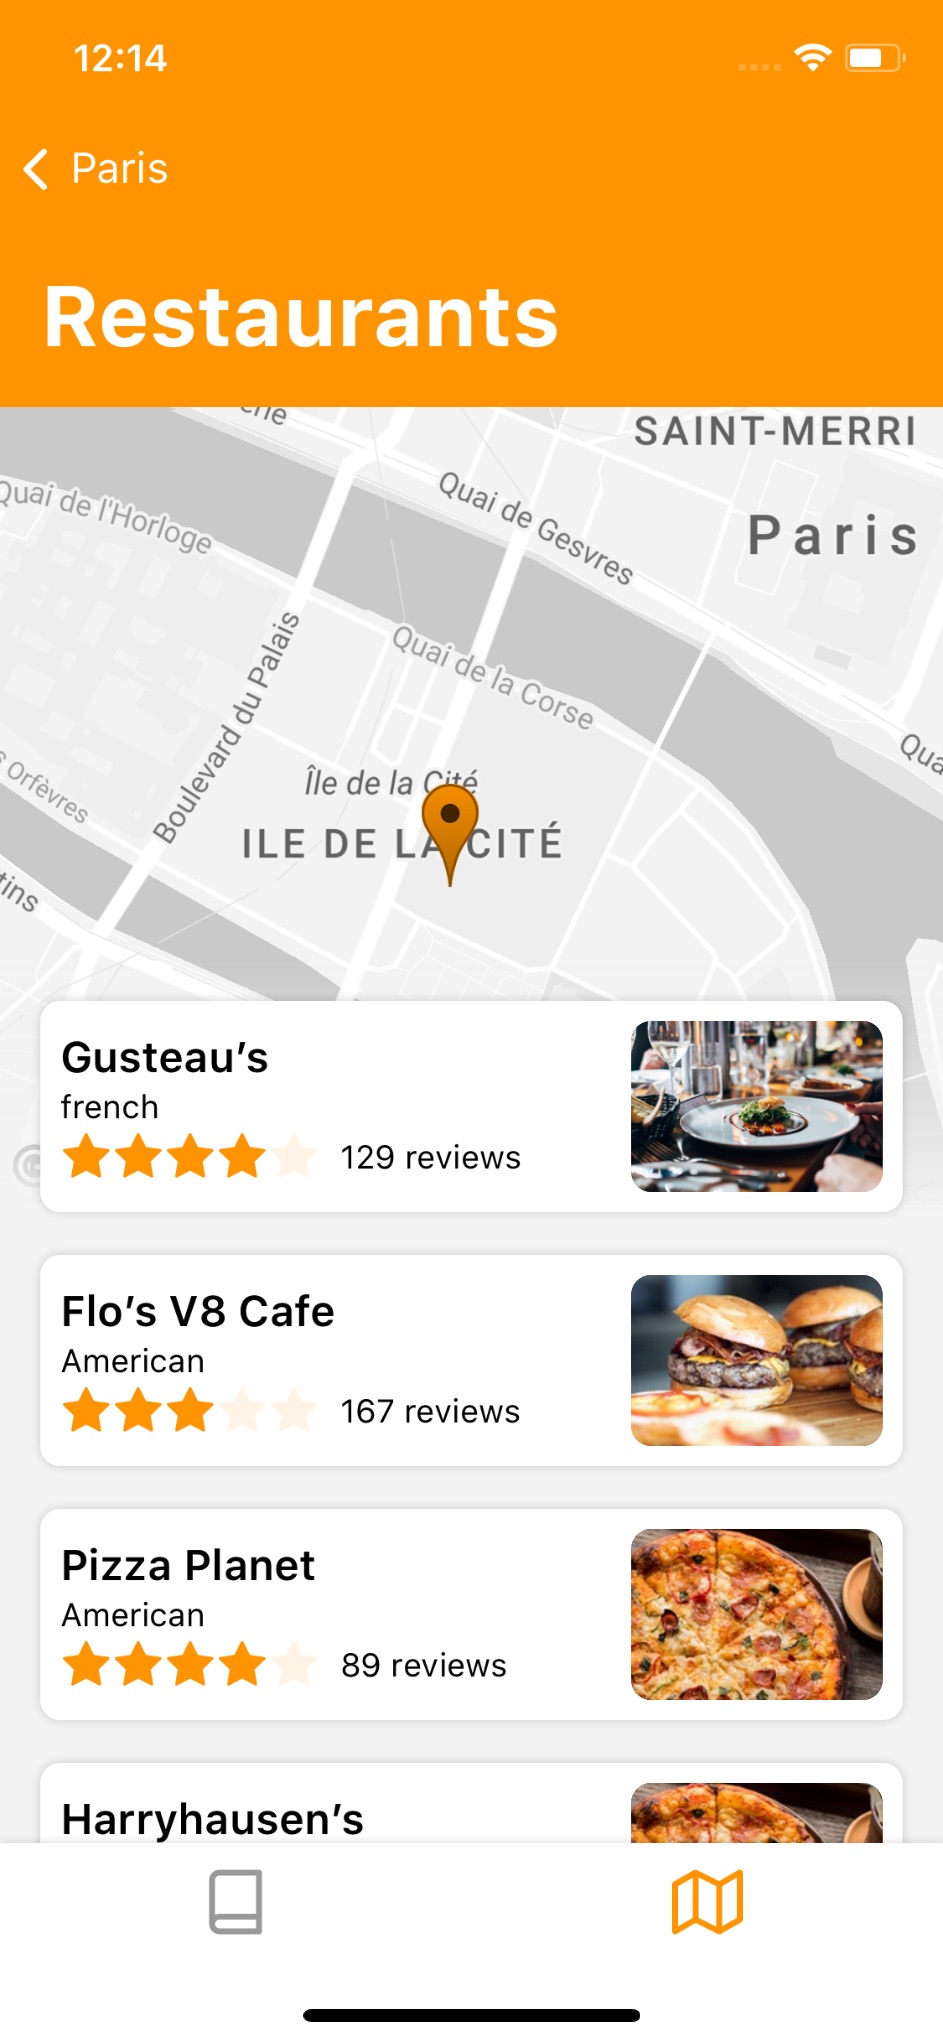 12:14
Paris
Restaurants
SAINT-MERRI
Quai de Gesvres
Quai de l'Horloge
Paris
Boulevard du Palais
Quai de la Corse
Orfèvres
Île de la Cité
ILE DE LA CITÉ
Gusteau’s
french
129 reviews
Flo’s V8 Cafe
American
167 reviews
Pizza Planet
American
89 reviews
Harryhausen’s